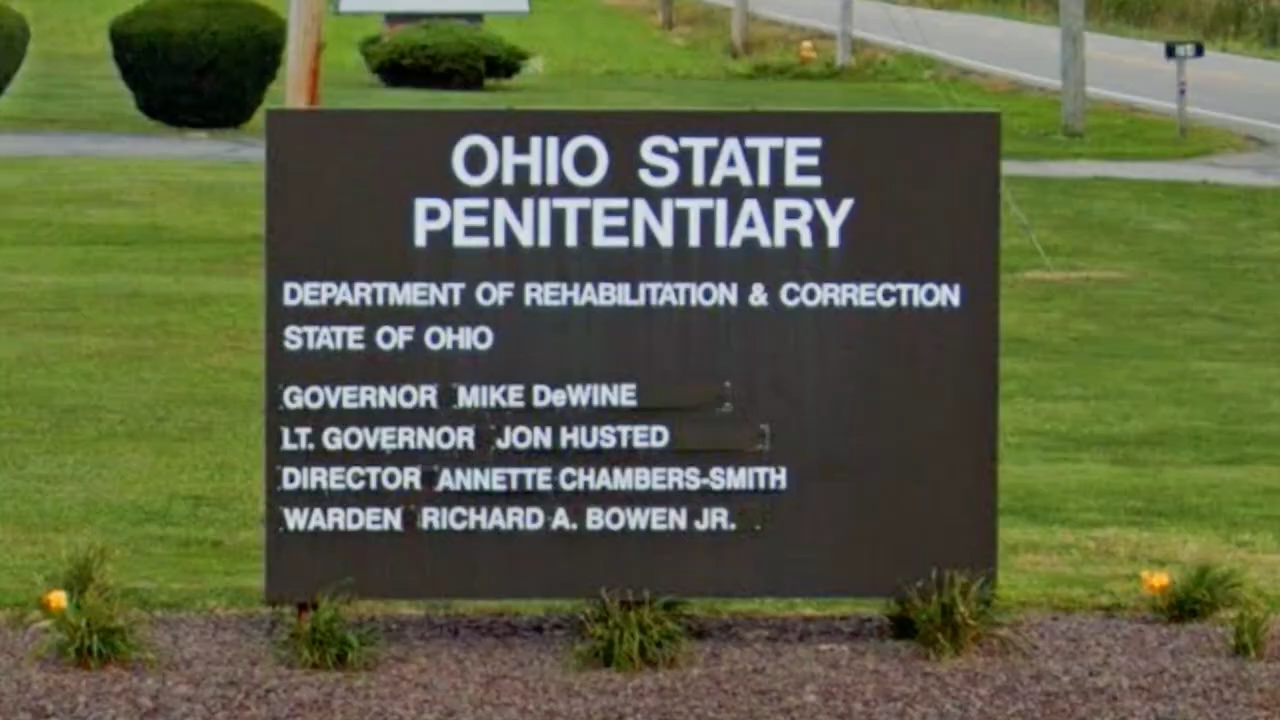 OHIO STATE
PENITENTIARY
DEPARTMENT OF REHABILITATION & CORRECTION
STATE OF OHIO
GOVERNOR MIKE DeWINE
LT. GOVERNOR JON HUSTED
DIRECTOR ANNETTE CHAMBERS-SMITH
WARDEN RICHARD A. BOWEN JR.